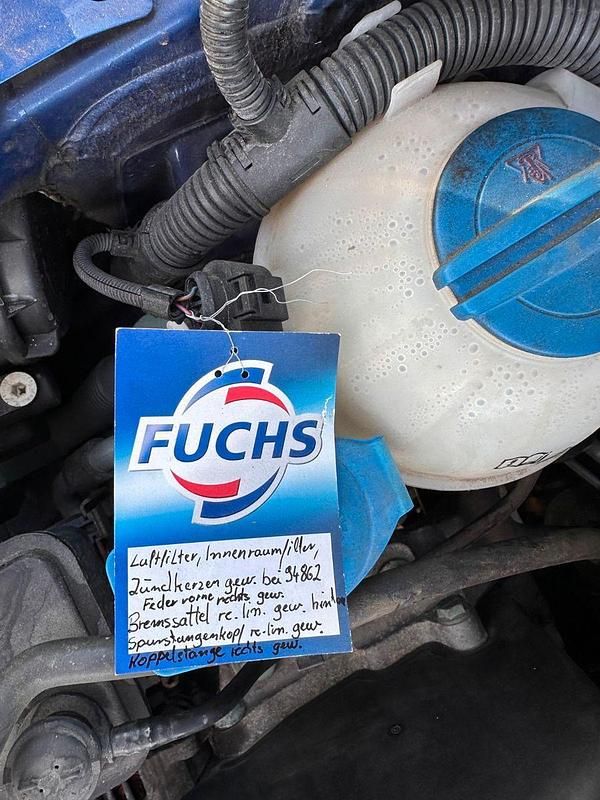 FUCHS
Luftfilter, Innenraumfilter,
Zündkerzen gew. bei 94862
Feder vorne rechts gew.
Bremssattel re. lin. gew. hinten
Spurstangenkopf re. lin. gew.
Koppelstange rechts gew.